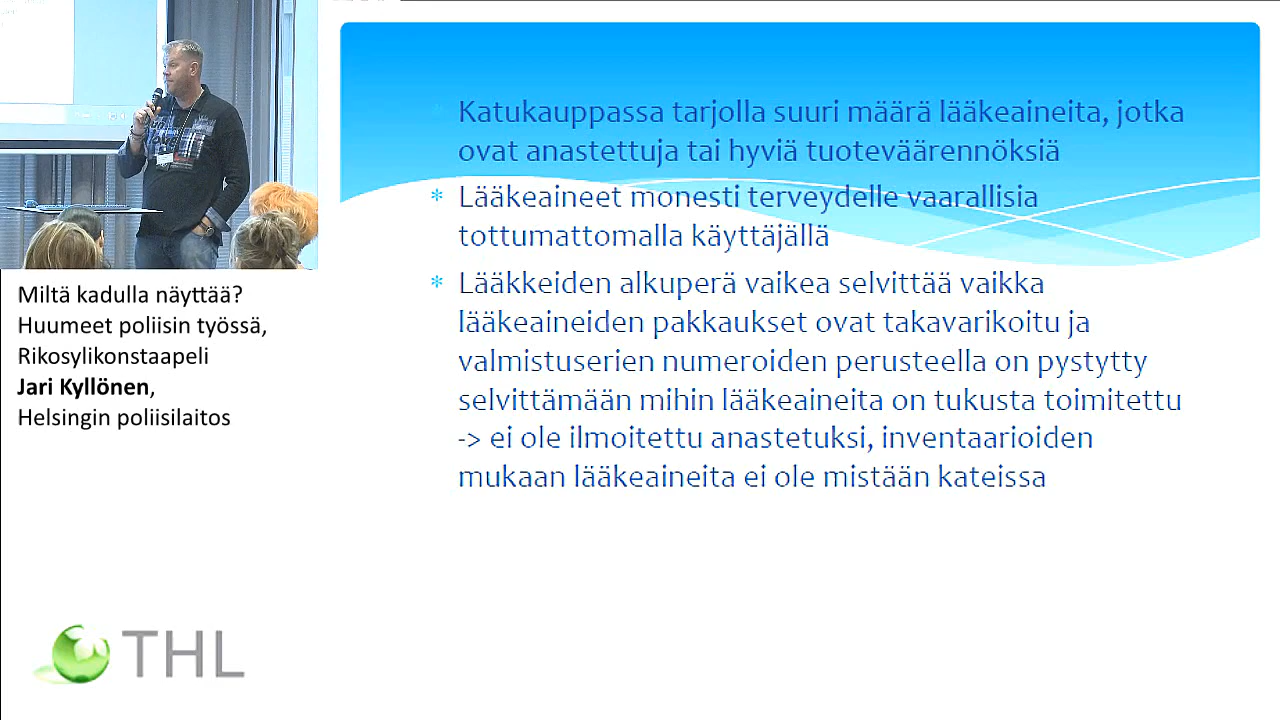 Katukauppassa tarjolla suuri määrä lääkeaineita, jotka
ovat anastettuja tai hyviä tuoteväärennöksiä
* Lääkeaineet monesti terveydelle vaarallisia
tottumattomalla käyttäjällä
* Lääkkeiden alkuperä vaikea selvittää vaikka
lääkeaineiden pakkaukset ovat takavarikoitu ja
valmistuserien numeroiden perusteella on pystytty
selvittämään mihin lääkeaineita on tukusta toimitettu
-> ei ole ilmoitettu anastetuksi, inventaarioiden
mukaan lääkeaineita ei ole mistään kateissa
Miltä kadulla näyttää?
Huumeet poliisin työssä,
Rikosylikonstaapeli
Jari Kyllönen,
Helsingin poliisilaitos
THL